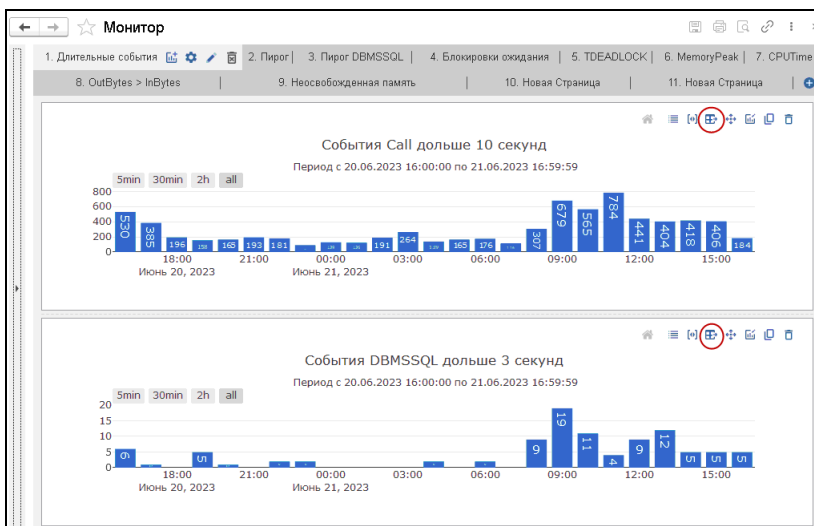 Монитор
1. Длительные события 2. Пирог 3. Пирог DBMSSQL 4. Блокировки ожидания 5. TDEADLOCK 6. MemoryPeak 7. CPUTime
8. OutBytes > InBytes 9. Неосвобожденная память 10. Новая Страница 11. Новая Страница
События Call дольше 10 секунд
Период с 20.06.2023 16:00:00 по 21.06.2023 16:59:59
5min 30min 2h all
800
600
400
200
0
530 385 196 158 165 193 181 191 264 165 176 307 679 565 784 441 404 418 406 184
18:00 21:00 00:00 03:00 06:00 09:00 12:00 15:00
Июнь 20, 2023 Июнь 21, 2023
События DBMSSQL дольше 3 секунд
Период с 20.06.2023 16:00:00 по 21.06.2023 16:59:59
5min 30min 2h all
20
15
10
5
0
6 5 9 19 11 4 9 12 5 5 5
18:00 21:00 00:00 03:00 06:00 09:00 12:00 15:00
Июнь 20, 2023 Июнь 21, 2023